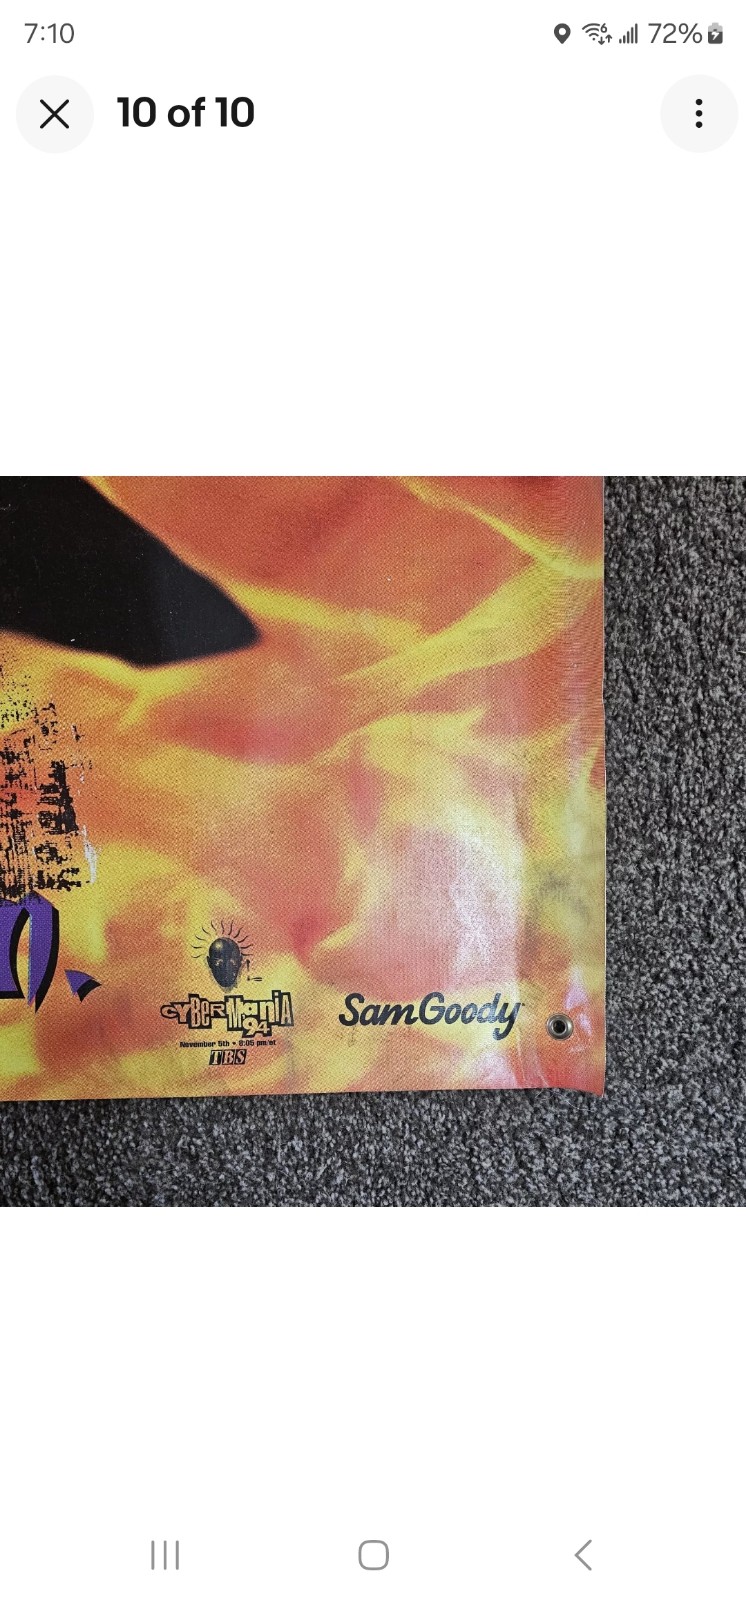 7:10
72%
10 of 10
CYBERMANIA
94
November 5th • 8:05 pm/et
TBS
SamGoody